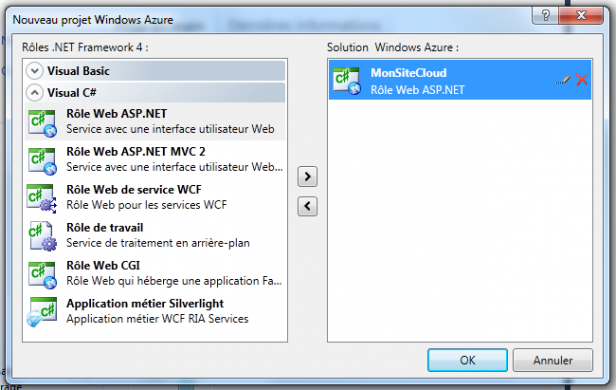 Nouveau projet Windows Azure
Rôles .NET Framework 4 :
Visual Basic
Visual C#
C#
Rôle Web ASP.NET
Service avec une interface utilisateur Web
C#
Rôle Web ASP.NET MVC 2
Service avec une interface utilisateur Web...
C#
Rôle Web de service WCF
Rôle Web pour les services WCF
C#
Rôle de travail
Service de traitement en arrière-plan
C#
Rôle Web CGI
Rôle Web qui héberge une application Fa...
C#
Application métier Silverlight
Application métier WCF RIA Services
Solution Windows Azure :
C#
MonSiteCloud
Rôle Web ASP.NET
OK
Annuler